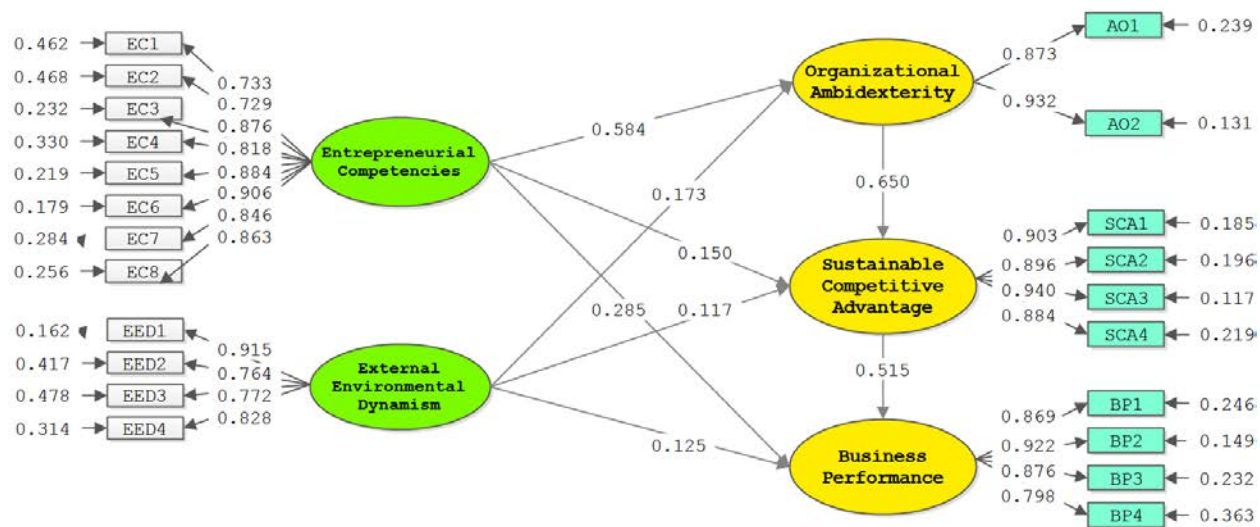 0.462 EC1
0.733
0.468 EC2
0.729
0.232 EC3
0.876
0.330 EC4
0.818
0.219 EC5
0.884
0.179 EC6
0.906
0.284 EC7
0.846
0.256 EC8
0.863
Entrepreneurial
Competencies
0.162 EED1
0.915
0.417 EED2
0.764
0.478 EED3
0.772
0.314 EED4
0.828
External
Environmental
Dynamism
0.584
0.173
0.150
0.285
0.117
0.125
Organizational
Ambidexterity
0.650
Sustainable
Competitive
Advantage
0.515
Business
Performance
0.873
AO1 0.239
0.932
AO2 0.131
0.903
SCA1 0.185
0.896
SCA2 0.196
0.940
SCA3 0.117
0.884
SCA4 0.219
0.869
BP1 0.246
0.922
BP2 0.149
0.876
BP3 0.232
0.798
BP4 0.363